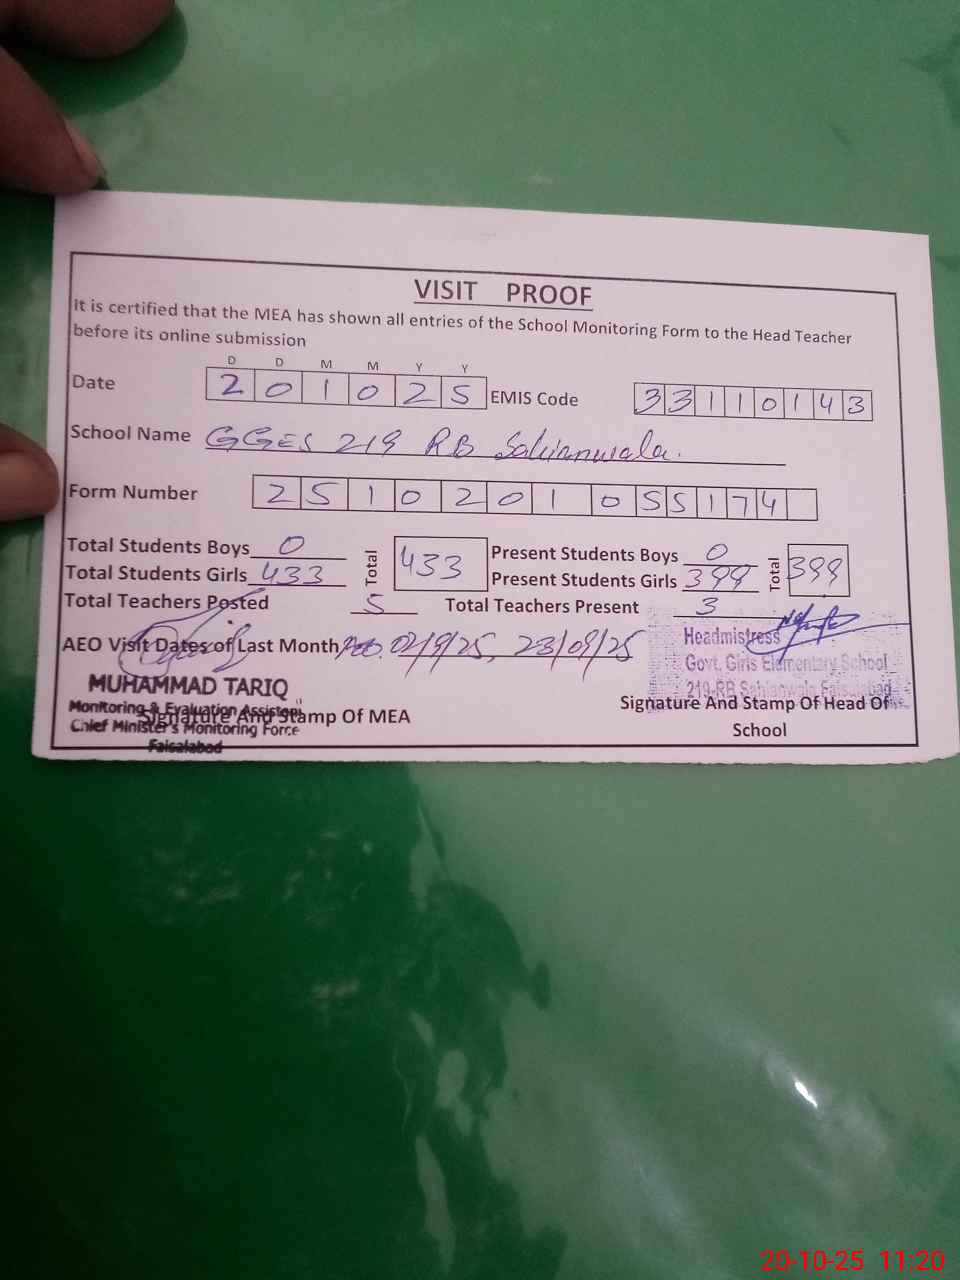 VISIT PROOF
It is certified that the MEA has shown all entries of the School Monitoring Form to the Head Teacher
before its online submission
D D M M Y Y
Date 2 0 1 0 2 5 EMIS Code 3 3 1 1 0 1 4 3
School Name GGES 219 RB Sahianwala.
Form Number 2 5 1 0 2 0 1 0 5 5 1 7 4
Total Students Boys 0 Total 433 Present Students Boys 0 Total 399
Total Students Girls 433 Present Students Girls 399
Total Teachers Posted 5 Total Teachers Present 3
AEO Visit Dates of Last Month 02/9/25, 23/09/25
Headmistress
Govt. Girls Elementary School
219-RB Sahianwala Faisalabad
MUHAMMAD TARIQ
Monitoring & Evaluation Assistant
Chief Minister's Monitoring Force
Faisalabad
Signature And Stamp Of MEA
Signature And Stamp Of Head Of
School
20-10-25 11:20